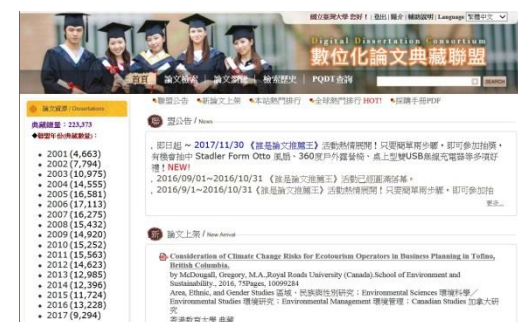 國立臺灣大學 您好！ | 登出 | 簡介 | 輔助說明 | Language 繁體中文
Digital Dissertation Consortium
數位化論文典藏聯盟
首頁 | 論文檢索 | 論文瀏覽 | 檢索歷史 | PQDT查詢
SEARCH
聯盟公告 新論文上架 本站熱門排行 全球熱門排行 HOT! 採購手冊PDF
論文資源 / Dissertations
典藏總量：223,373
聯盟年份(典藏數量)：
2001 (4,663)
2002 (7,794)
2003 (10,975)
2004 (14,555)
2005 (16,581)
2006 (17,113)
2007 (16,275)
2008 (15,432)
2009 (14,920)
2010 (15,252)
2011 (15,563)
2012 (14,623)
2013 (12,985)
2014 (12,396)
2015 (11,724)
2016 (13,228)
2017 (9,294)
盟公告 / News
. 即日起 ~ 2017/11/30 《誰是論文推薦王》活動熱情展開！只要簡單兩步驟，即可參加抽獎，
有機會抽中 Stadler Form Otto 風扇、360度戶外露營椅、桌上型雙USB無線充電器等多項好
禮！NEW!
. 2016/09/01~2016/10/31 《誰是論文推薦王》活動已經圓滿落幕。
. 2016/9/1~2016/10/31《誰是論文推薦王》活動熱情展開！只要簡單兩步驟，即可參加抽
更多...
新 論文上架 / New Arrival
Consideration of Climate Change Risks for Ecotourism Operators in Business Planning in Tofino,
British Columbia.
by McDougall, Gregory, M.A.,Royal Roads University (Canada).School of Environment and
Sustainability., 2016, 75Pages, 10099284
Area, Ethnic, and Gender Studies 區域、民族與性別研究；Environmental Sciences 環境科學／
Environmental Studies 環境研究；Environmental Management 環境管理；Canadian Studies 加拿大研
究
香港教育大學 典藏